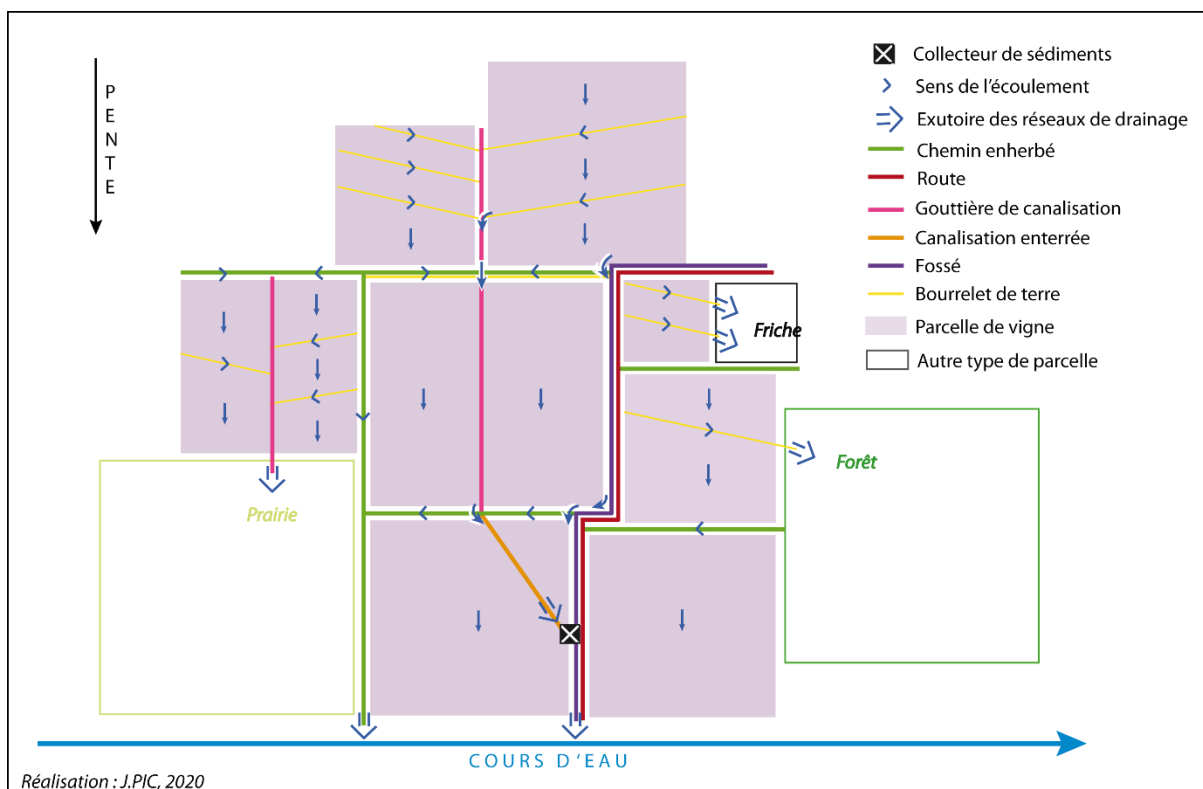 PENTE
Collecteur de sédiments
Sens de l'écoulement
Exutoire des réseaux de drainage
Chemin enherbé
Route
Gouttière de canalisation
Canalisation enterrée
Fossé
Bourrelet de terre
Parcelle de vigne
Autre type de parcelle
Friche
Forêt
Prairie
COURS D'EAU
Réalisation : J.PIC, 2020